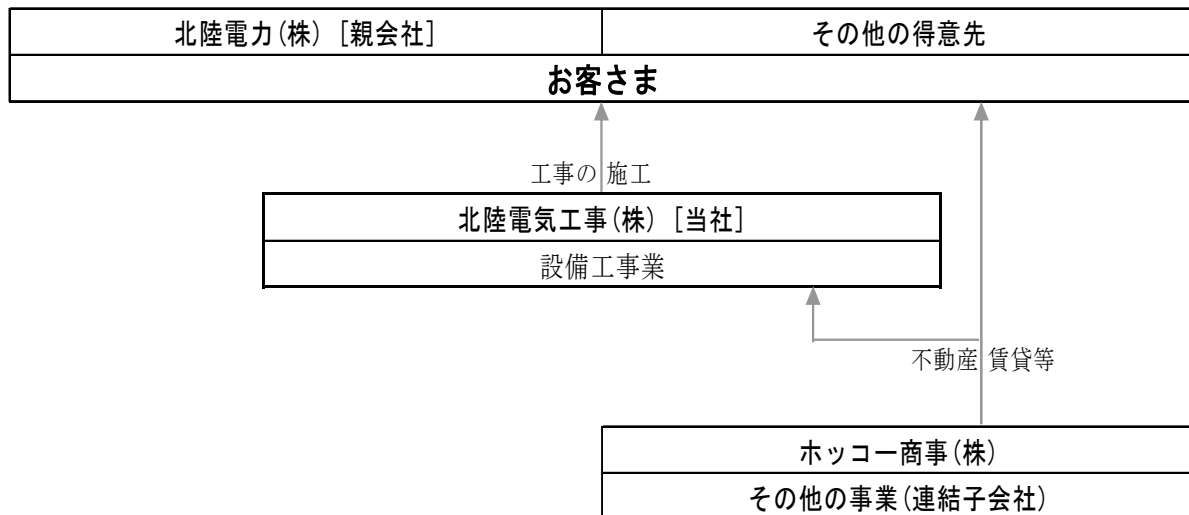 北陸電力(株) [親会社]
その他の得意先
お客さま
工事の 施工
北陸電気工事(株) [当社]
設備工事業
不動産 賃貸等
ホッコー商事(株)
その他の事業(連結子会社)